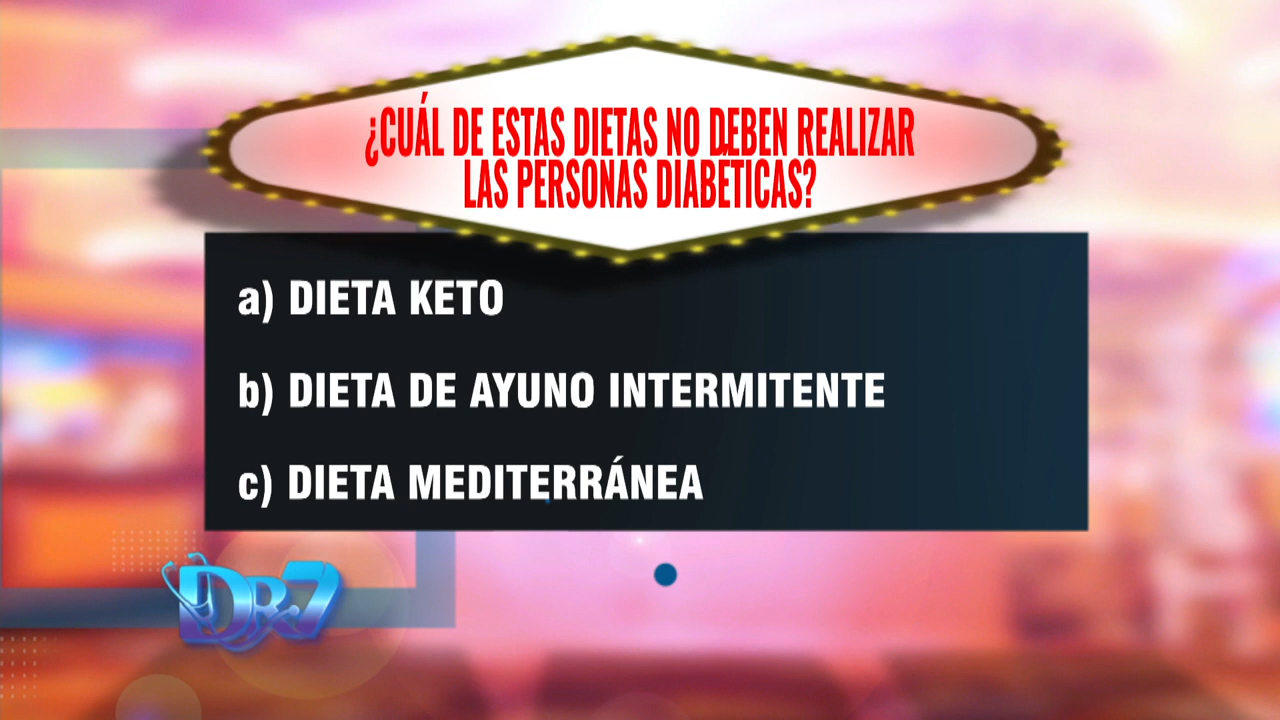 ¿CUÁL DE ESTAS DIETAS NO DEBEN REALIZAR
LAS PERSONAS DIABÉTICAS?
a) DIETA KETO
b) DIETA DE AYUNO INTERMITENTE
c) DIETA MEDITERRÁNEA
DR.7